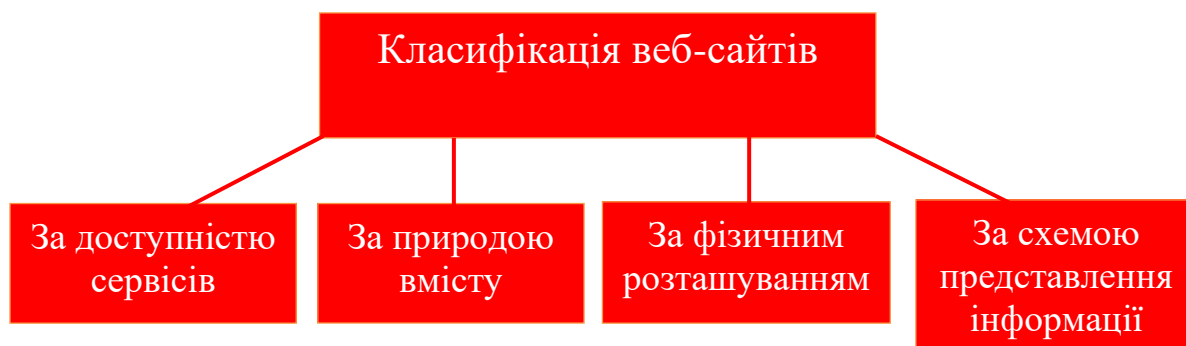 Класифікація веб-сайтів
За доступністю
сервісів
За природою
вмісту
За фізичним
розташуванням
За схемою
представлення
інформації